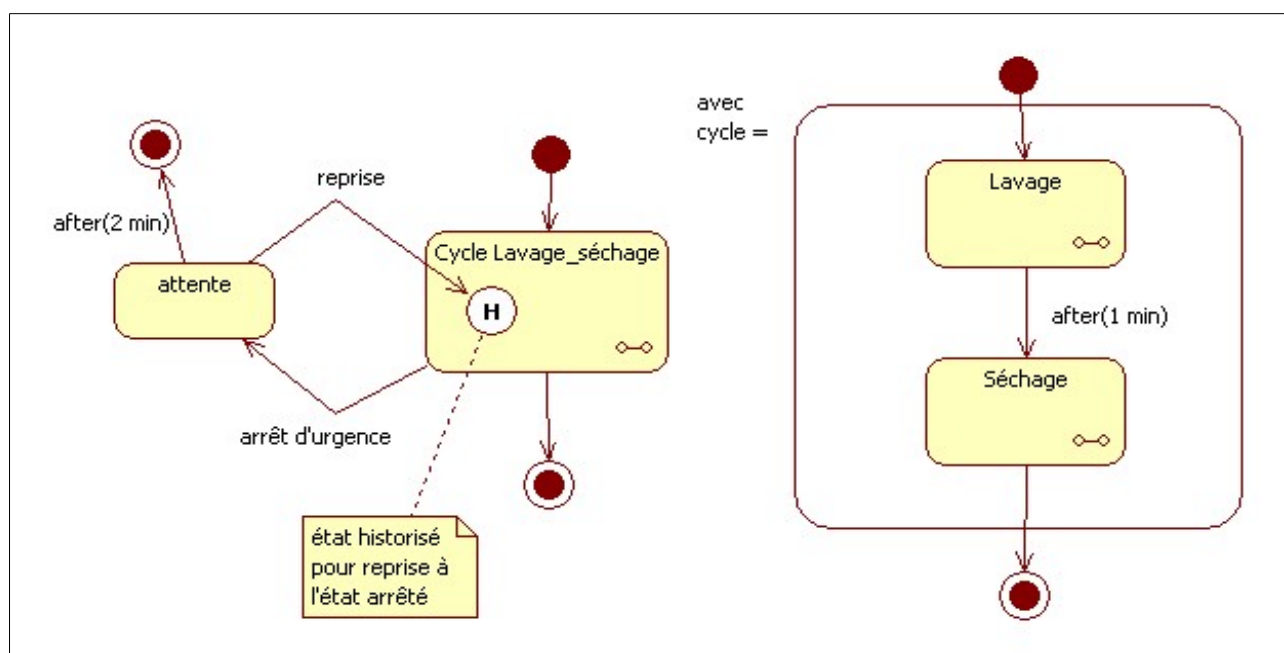 reprise
after(2 min)
attente
Cycle Lavage_séchage
H
arrêt d'urgence
état historisé
pour reprise à
l'état arrêté
avec
cycle =
Lavage
after(1 min)
Séchage